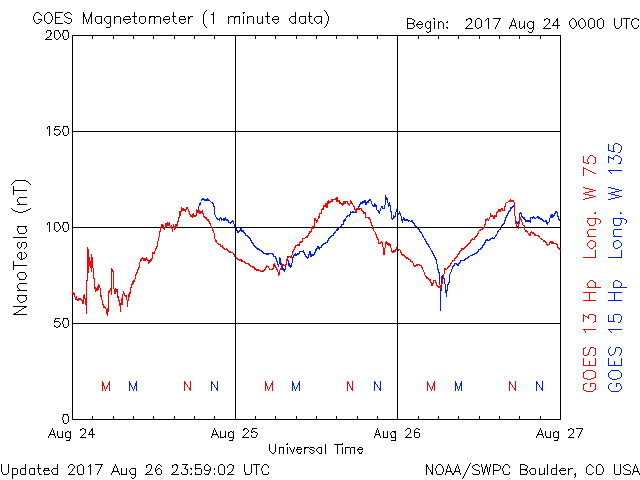 GOES Magnetometer (1 minute data)
Begin: 2017 Aug 24 0000 UTC
200
150
100
50
0
NanoTesla (nT)
M M N N M M N N M M N N
Aug 24 Aug 25 Aug 26 Aug 27
Universal Time
GOES 13 Hp Long. W 75
GOES 15 Hp Long. W 135
Updated 2017 Aug 26 23:59:02 UTC
NOAA/SWPC Boulder, CO USA